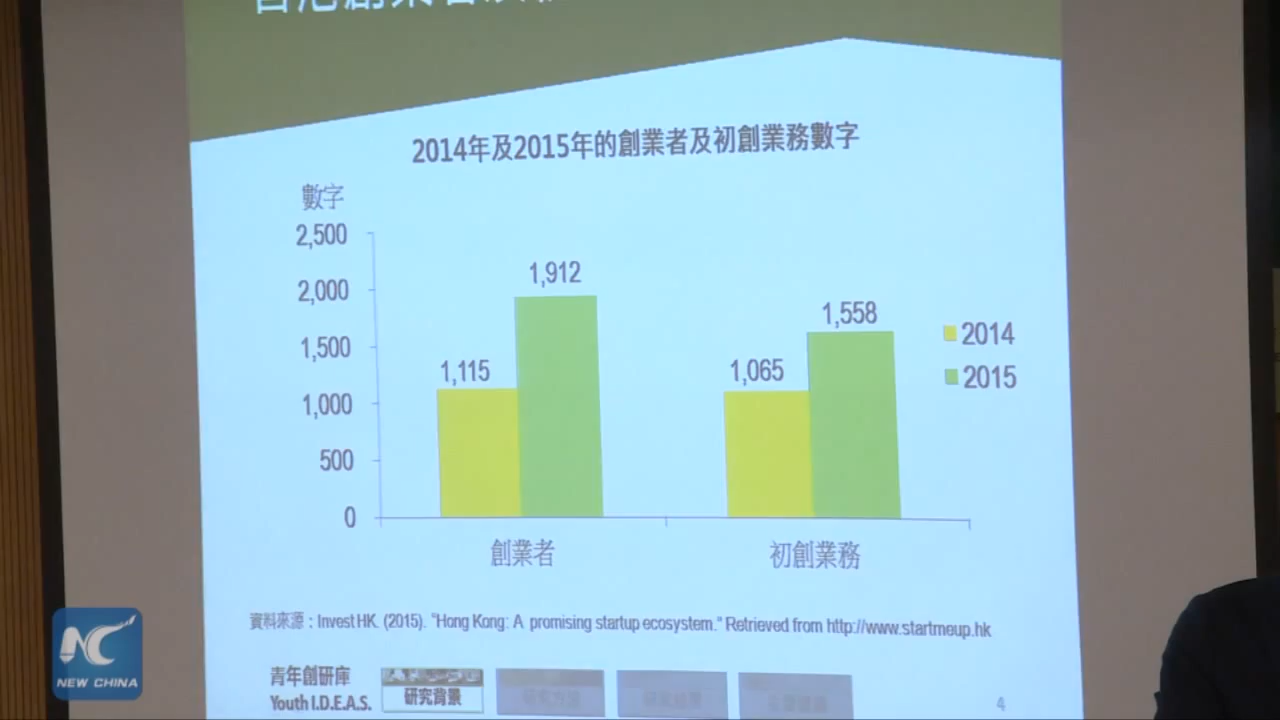 2014年及2015年的創業者及初創業務數字
數字
2,500
2,000
1,500
1,000
500
0
1,115
1,912
1,065
1,558
2014
2015
創業者
初創業務
資料來源：Invest HK. (2015). "Hong Kong: A promising startup ecosystem." Retrieved from http://www.startmeup.hk
青年創研庫
Youth I.D.E.A.S.
研究背景
4
NEW CHINA